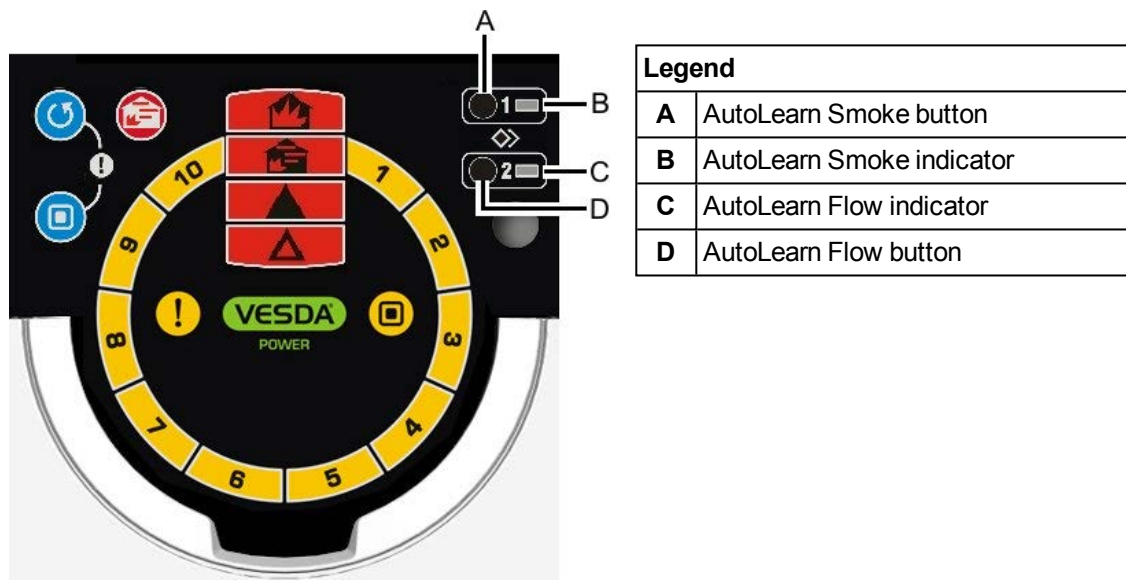 A
1
B
2
C
D
!
10
1
9
2
8
3
7
4
6
5
!
VESDA
POWER
Legend
A AutoLearn Smoke button
B AutoLearn Smoke indicator
C AutoLearn Flow indicator
D AutoLearn Flow button